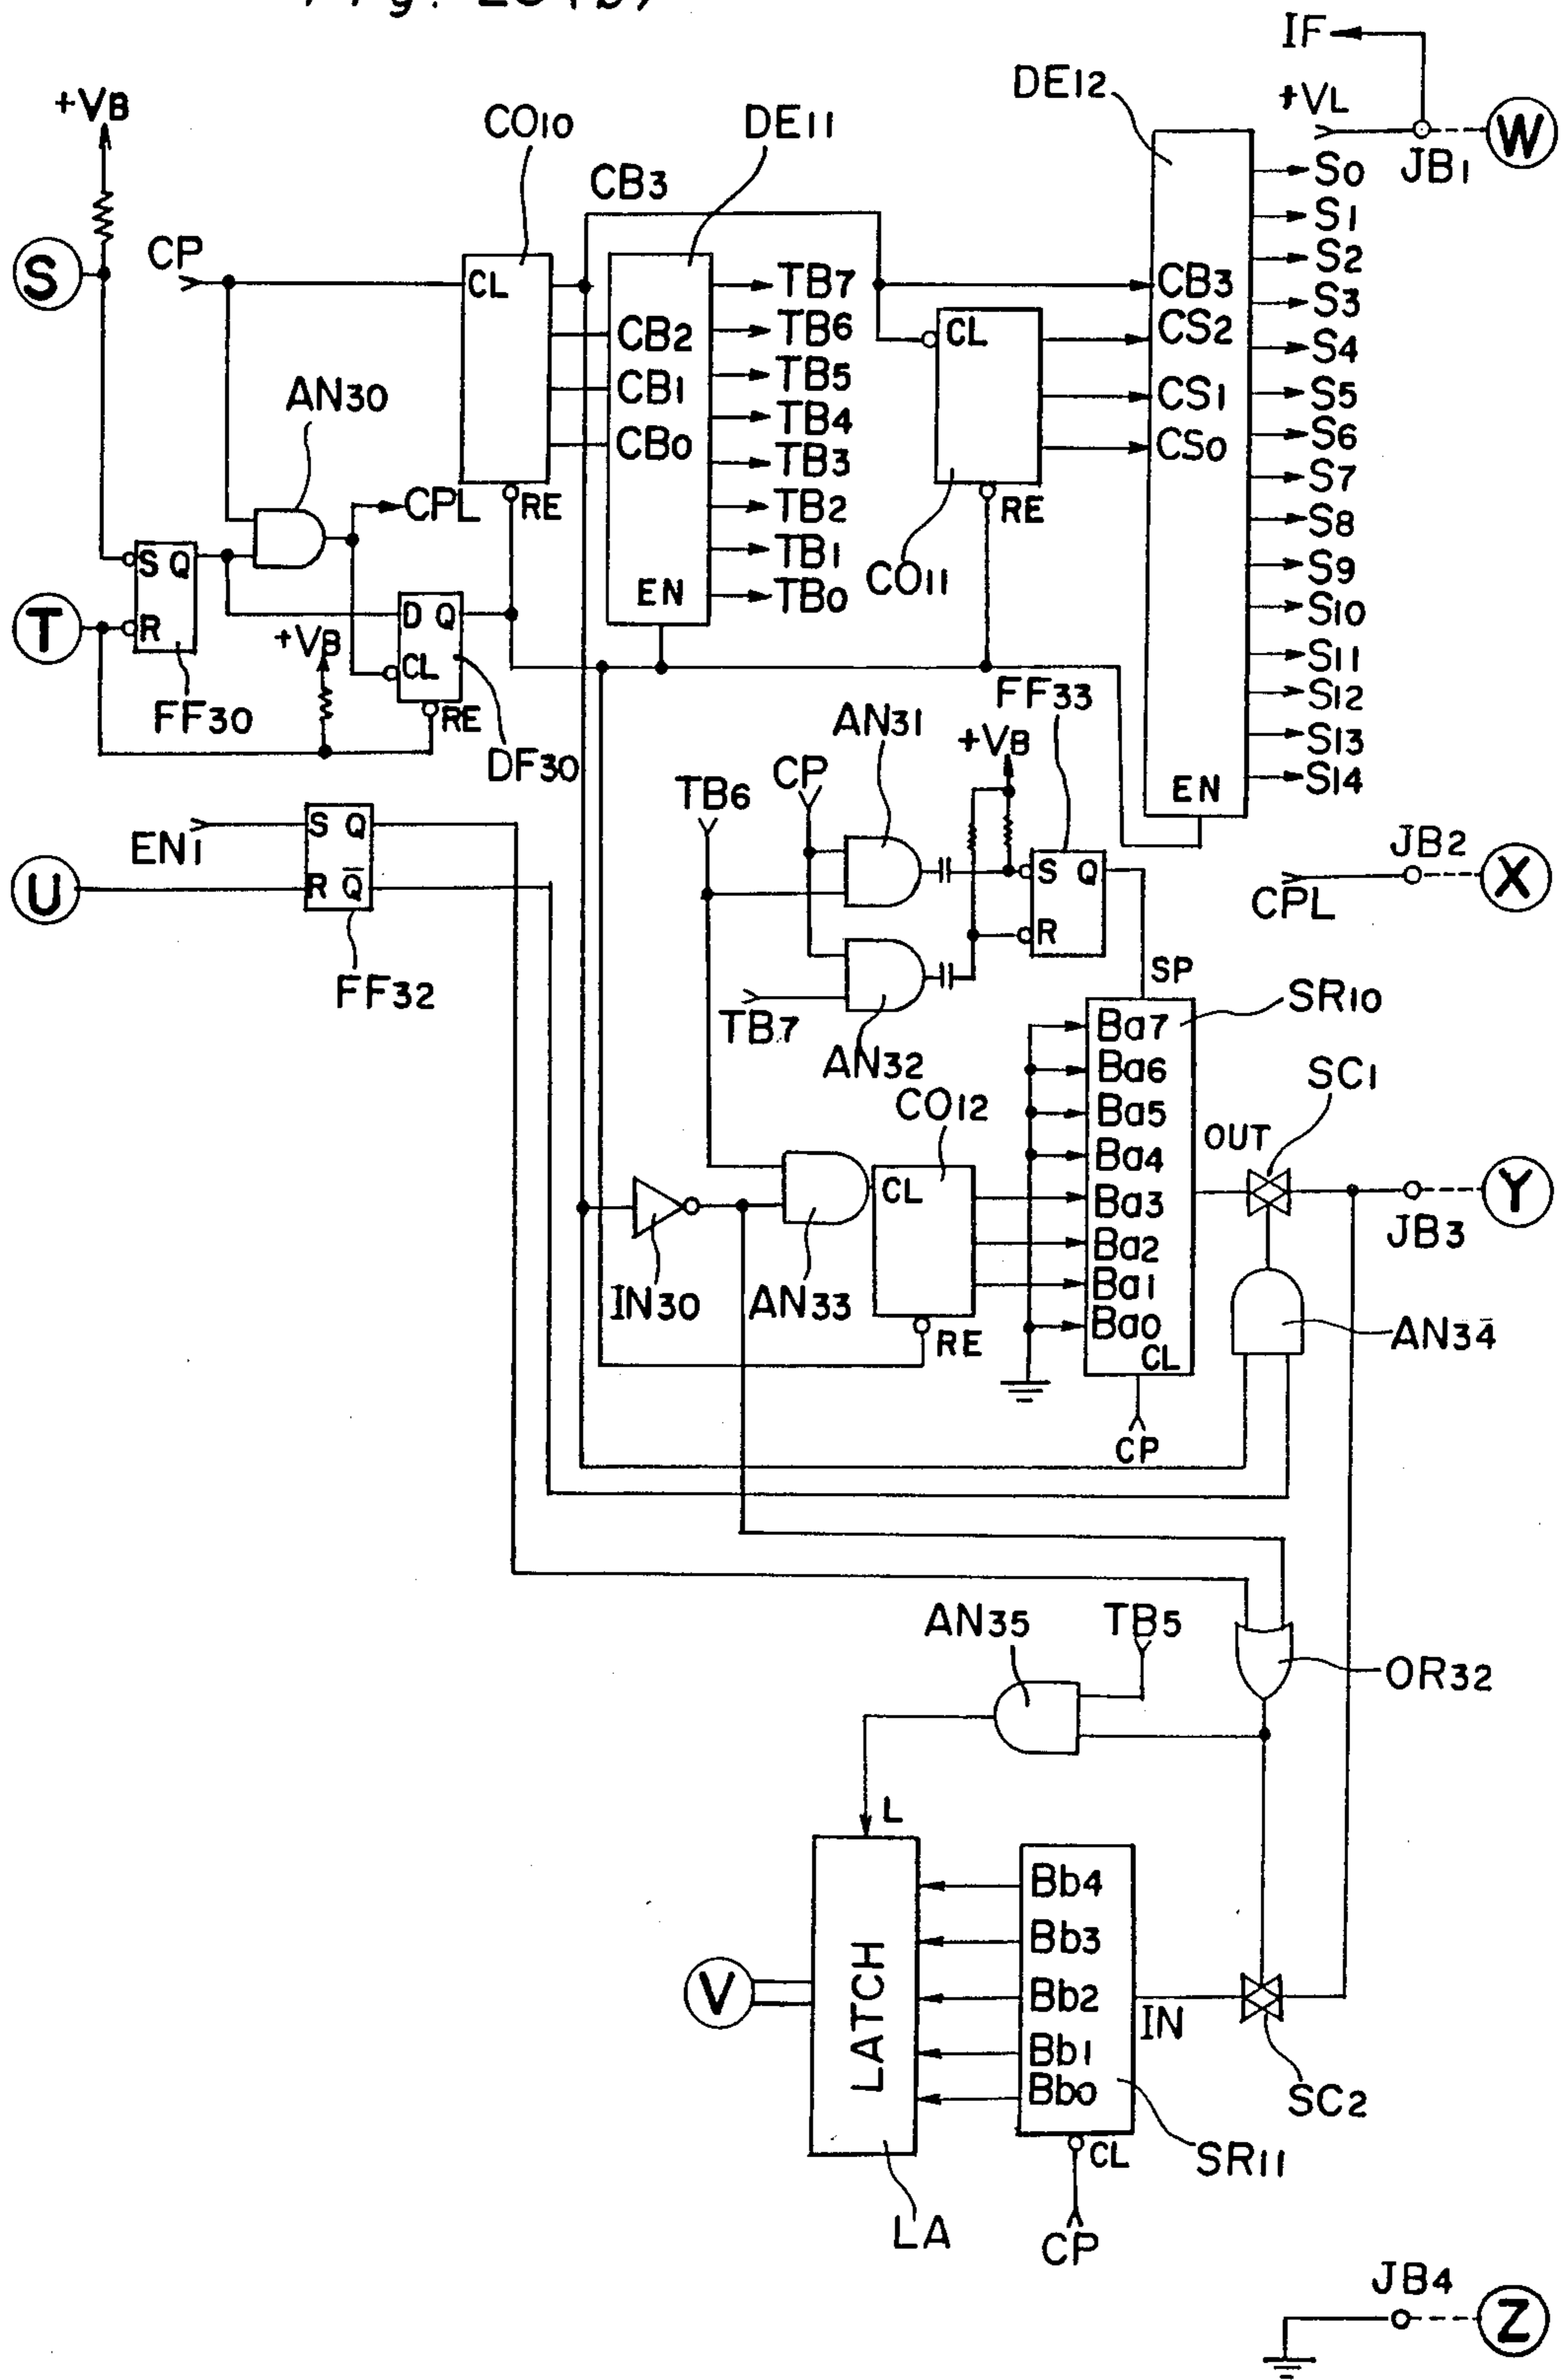 IF
DE12
+VB
+VL
CO10
DE11
W
CB3
JB1
S0
S1
S
CP
S2
CL
TB7
CB3
S3
CB2
TB6
CL
CS2
S4
AN30
CB1
TB5
CS1
S5
TB4
CB0
TB3
CS0
S6
S7
CPL
RE
TB2
RE
S8
S Q
TB1
CO11
S9
EN
TB0
T
R
+VB
D Q
S10
CL
S11
FF30
RE
FF33
S12
AN31
+VB
S13
DF30
CP
TB6
S14
EN
EN1
S Q
JB2
U
R Q̅
S Q
X
CPL
R
FF32
SP
TB7
SR10
AN32
Ba7
Ba6
SC1
CO12
Ba5
OUT
Ba4
CL
Ba3
Y
Ba2
JB3
IN30
AN33
Ba1
Ba0
AN34
RE
CL
CP
AN35
TB5
OR32
L
Bb4
Bb3
V
LATCH
Bb2
IN
Bb1
Bb0
SC2
CL
SR11
LA
CP
JB4
Z